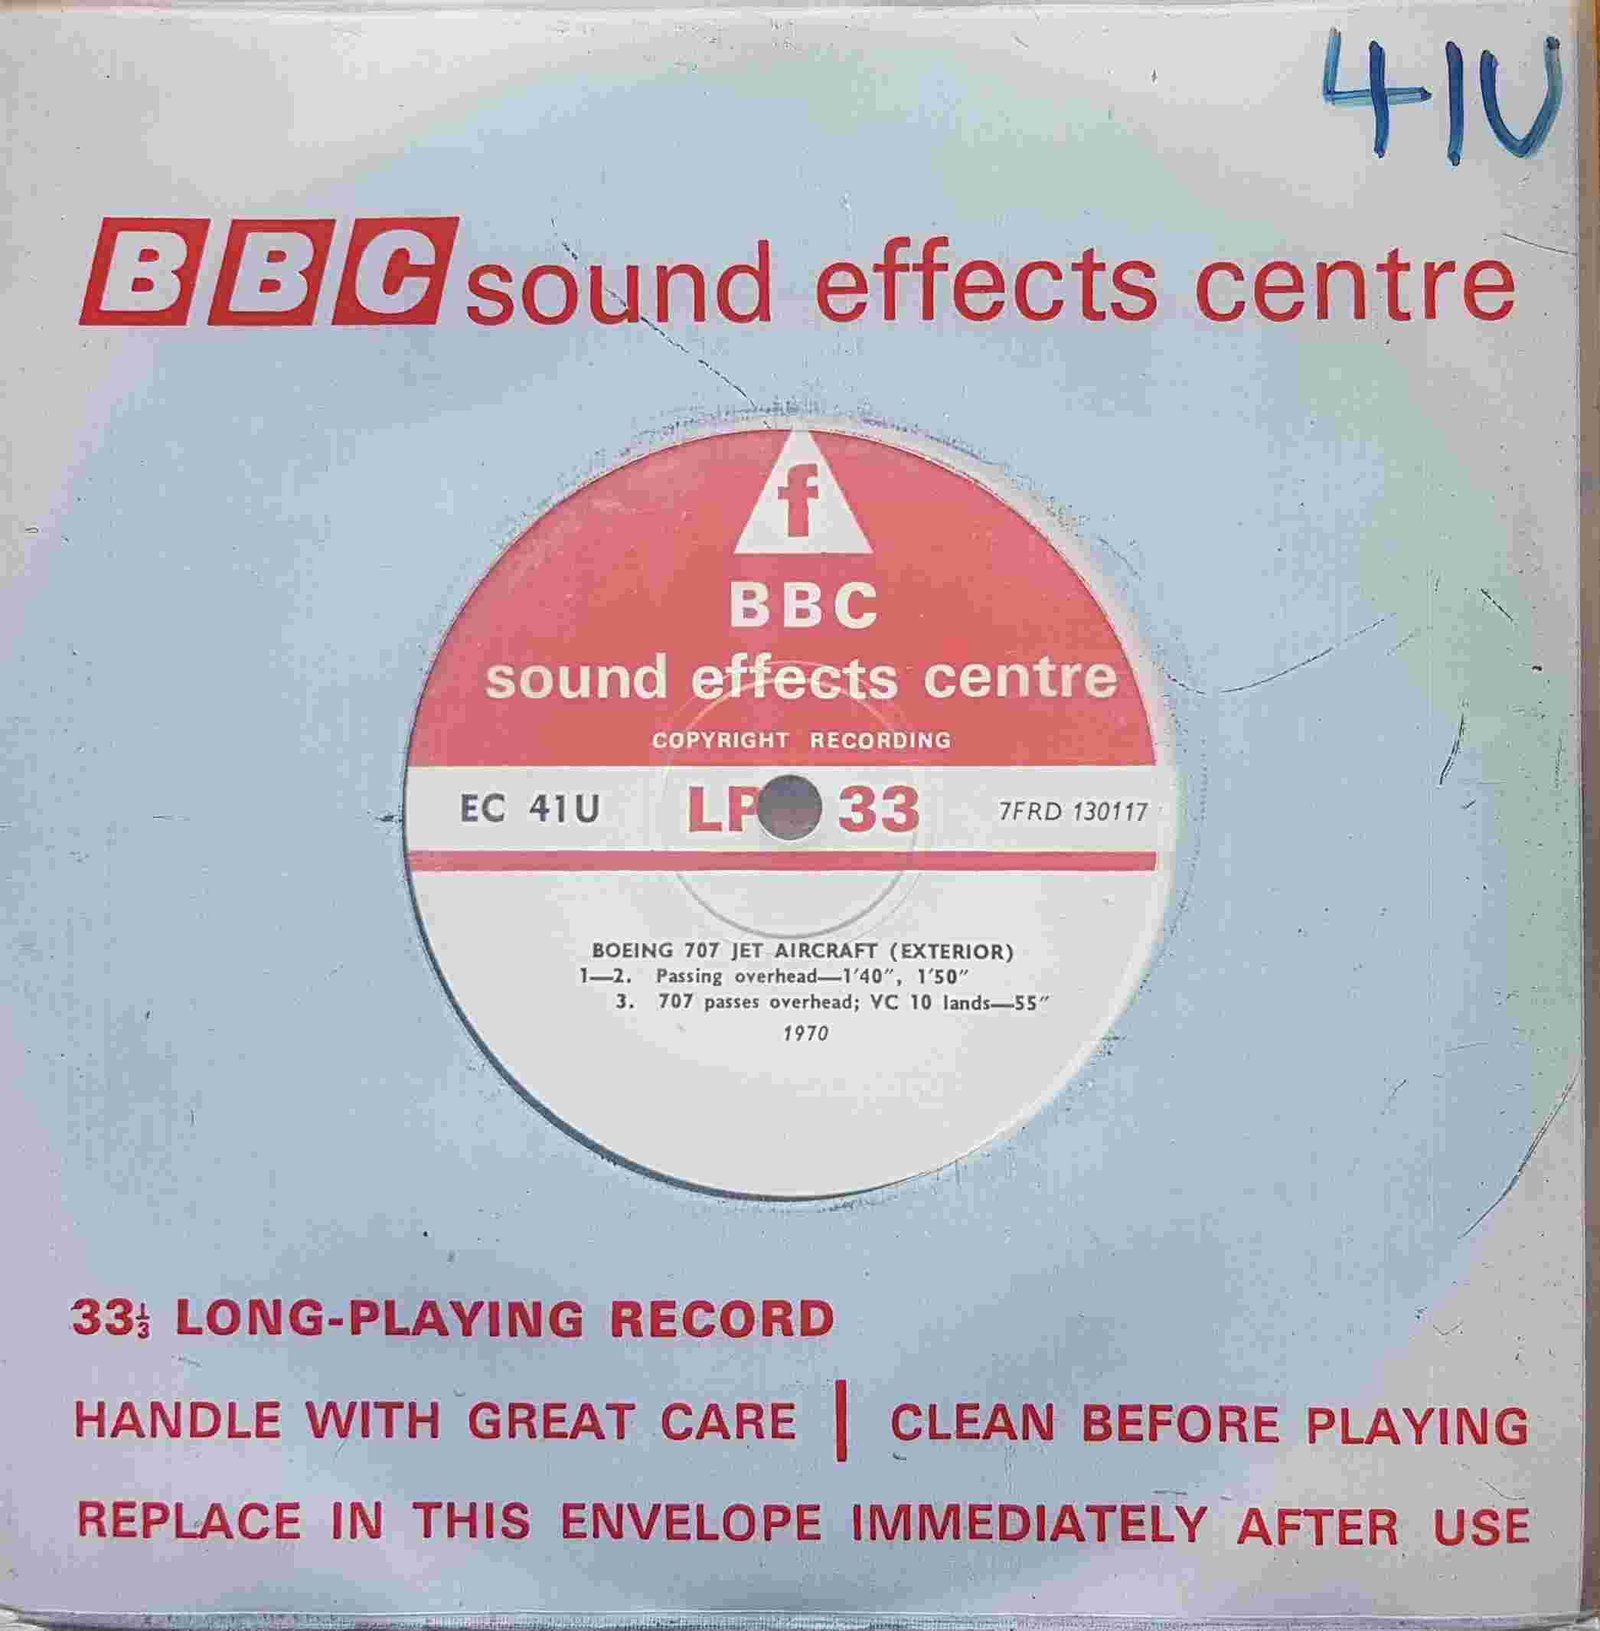 41U
BBC sound effects centre
f
BBC
sound effects centre
COPYRIGHT RECORDING
EC 41U LP 33 7FRD 130117
BOEING 707 JET AIRCRAFT (EXTERIOR)
1—2. Passing overhead—1'40", 1'50"
3. 707 passes overhead; VC 10 lands—55"
1970
33⅓ LONG-PLAYING RECORD
HANDLE WITH GREAT CARE | CLEAN BEFORE PLAYING
REPLACE IN THIS ENVELOPE IMMEDIATELY AFTER USE